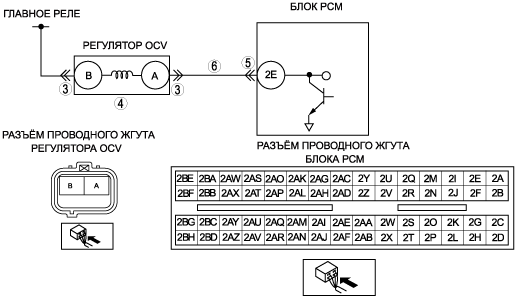 БЛОК PCM
ГЛАВНОЕ РЕЛЕ
РЕГУЛЯТОР OCV
B A 2E
3 4 3 6 5
РАЗЪЁМ ПРОВОДНОГО ЖГУТА
РЕГУЛЯТОРА OCV
B A
РАЗЪЁМ ПРОВОДНОГО ЖГУТА
БЛОКА PCM
2BE 2BA 2AW 2AS 2AO 2AK 2AG 2AC 2Y 2U 2Q 2M 2I 2E 2A
2BF 2BB 2AX 2AT 2AP 2AL 2AH 2AD 2Z 2V 2R 2N 2J 2F 2B
2BG 2BC 2AY 2AU 2AQ 2AM 2AI 2AE 2AA 2W 2S 2O 2K 2G 2C
2BH 2BD 2AZ 2AV 2AR 2AN 2AJ 2AF 2AB 2X 2T 2P 2L 2H 2D